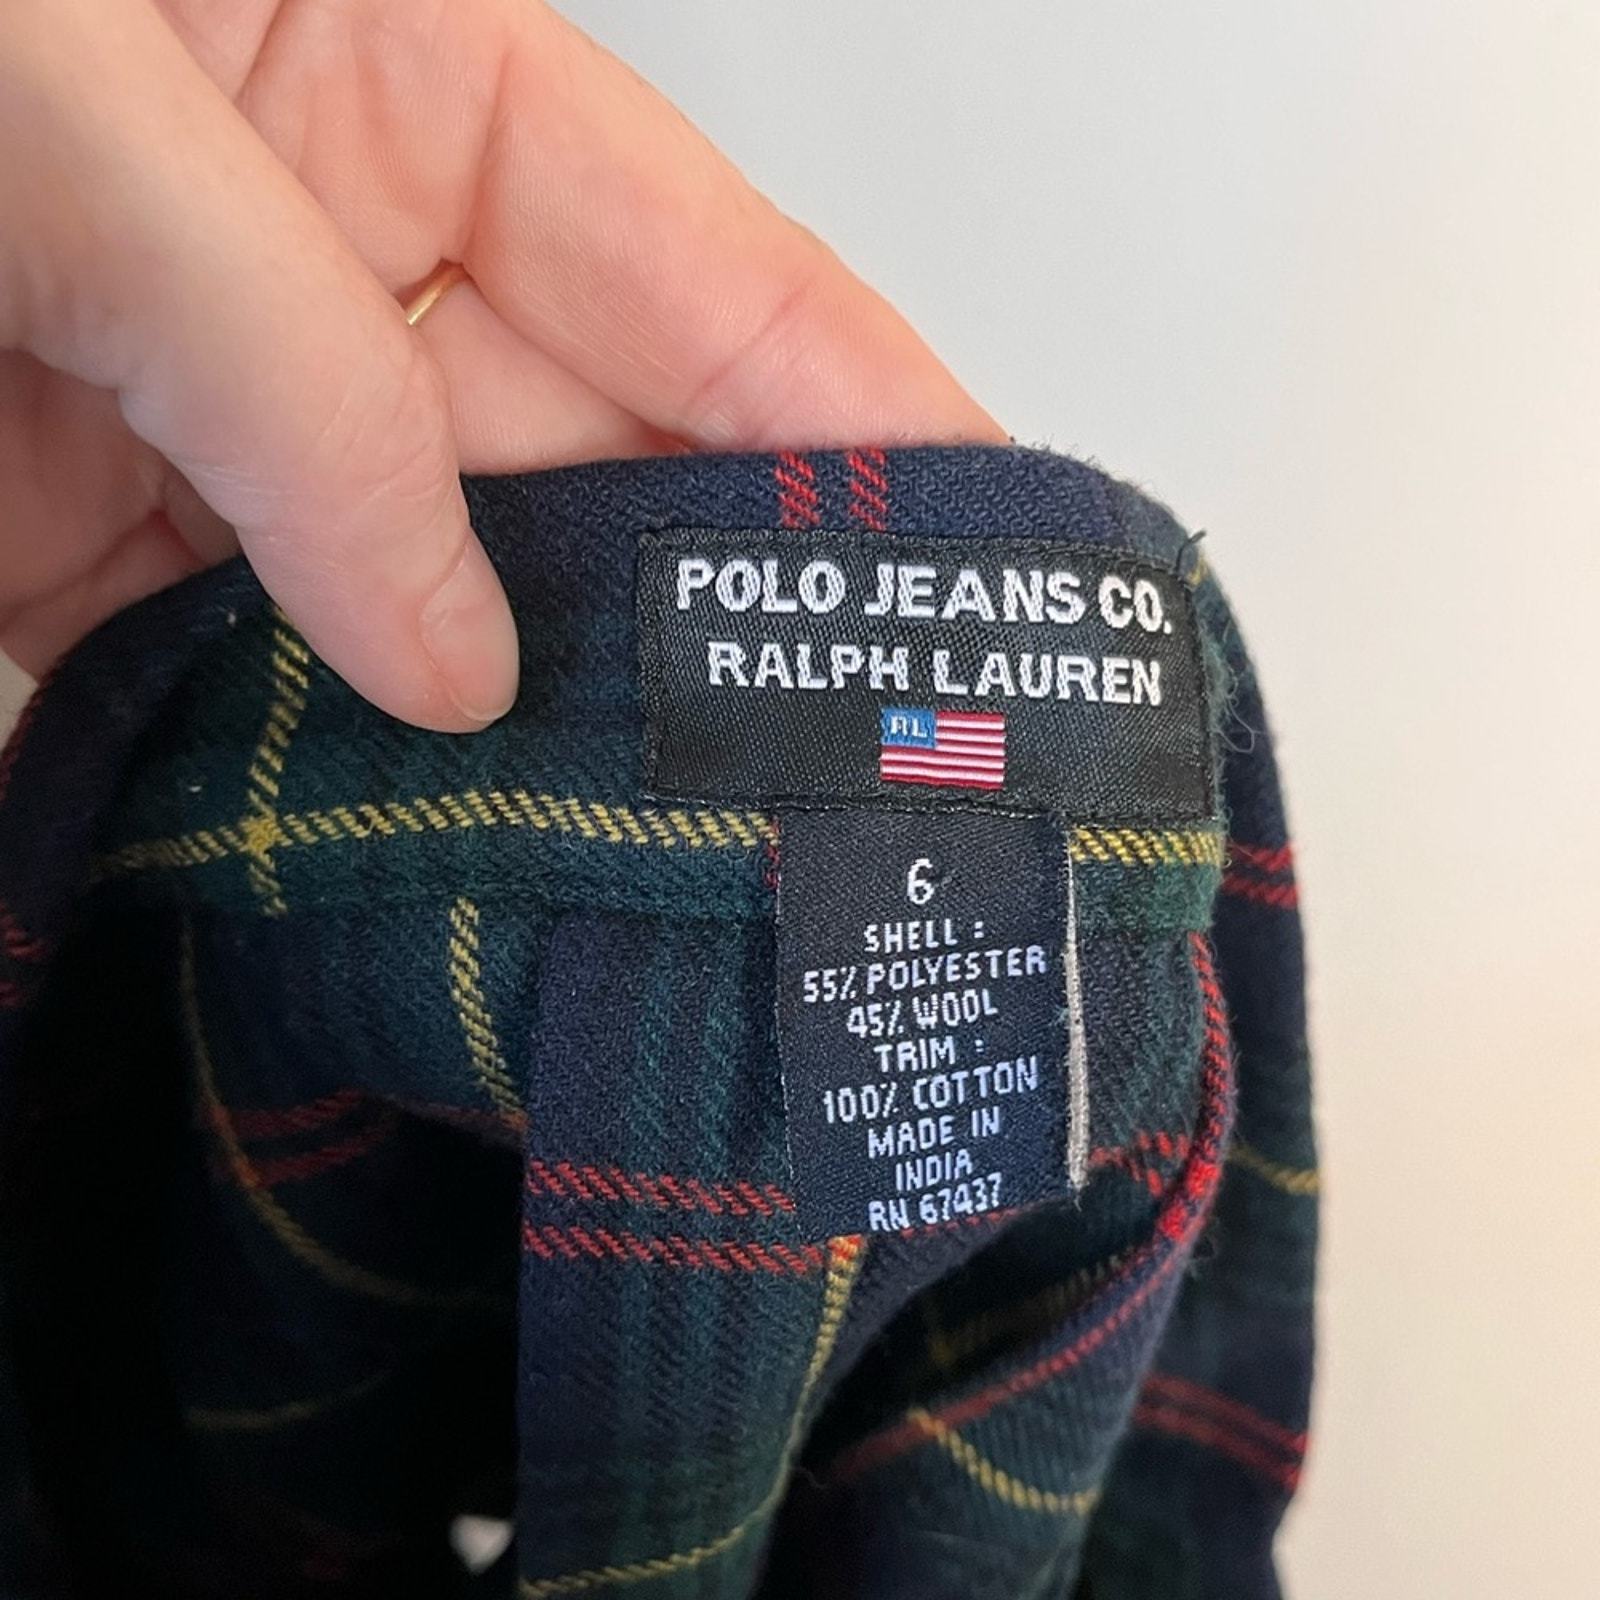 POLO JEANS CO.
RALPH LAUREN
RL
6
SHELL :
55% POLYESTER
45% WOOL
TRIM :
100% COTTON
MADE IN
INDIA
RN 67437